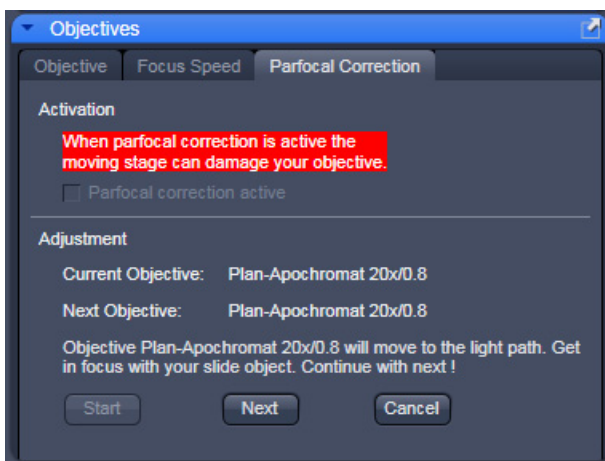 Objectives
Objective Focus Speed Parfocal Correction
Activation
When parfocal correction is active the
moving stage can damage your objective.
Parfocal correction active
Adjustment
Current Objective: Plan-Apochromat 20x/0.8
Next Objective: Plan-Apochromat 20x/0.8
Objective Plan-Apochromat 20x/0.8 will move to the light path. Get
in focus with your slide object. Continue with next !
Start Next Cancel